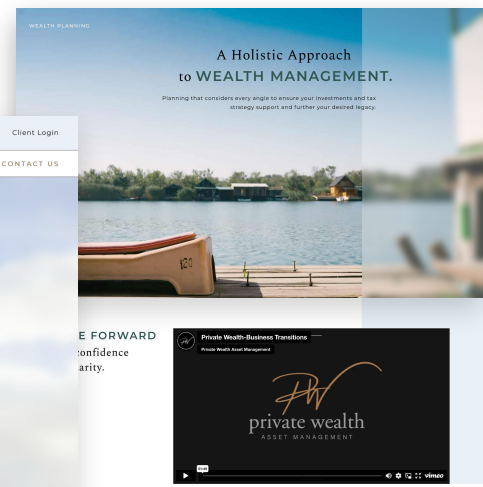 WEALTH PLANNING
A Holistic Approach
to WEALTH MANAGEMENT.
Planning that considers every angle to ensure your investments and tax
strategy support and further your desired legacy.
Client Login
CONTACT US
120
E FORWARD
confidence
arity.
Private Wealth-Business Transitions
Private Wealth Asset Management
PW
private wealth
ASSET MANAGEMENT
vimeo